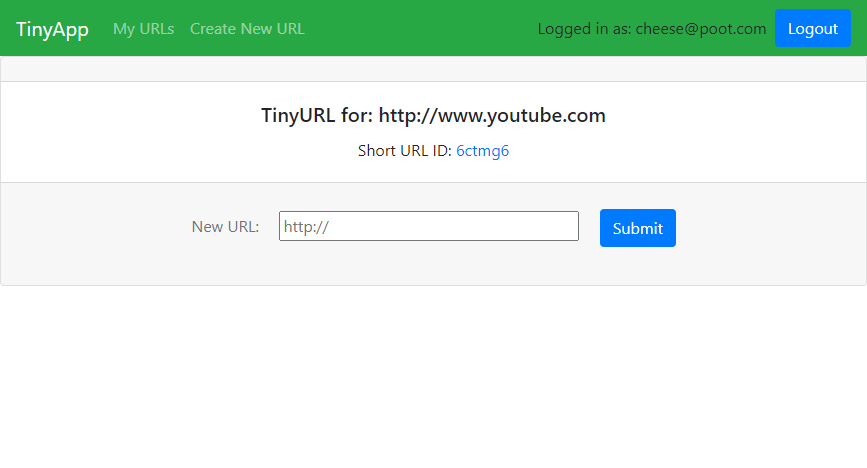 TinyApp My URLs Create New URL Logged in as: cheese@poot.com Logout
TinyURL for: http://www.youtube.com
Short URL ID: 6ctmg6
New URL: http:// Submit